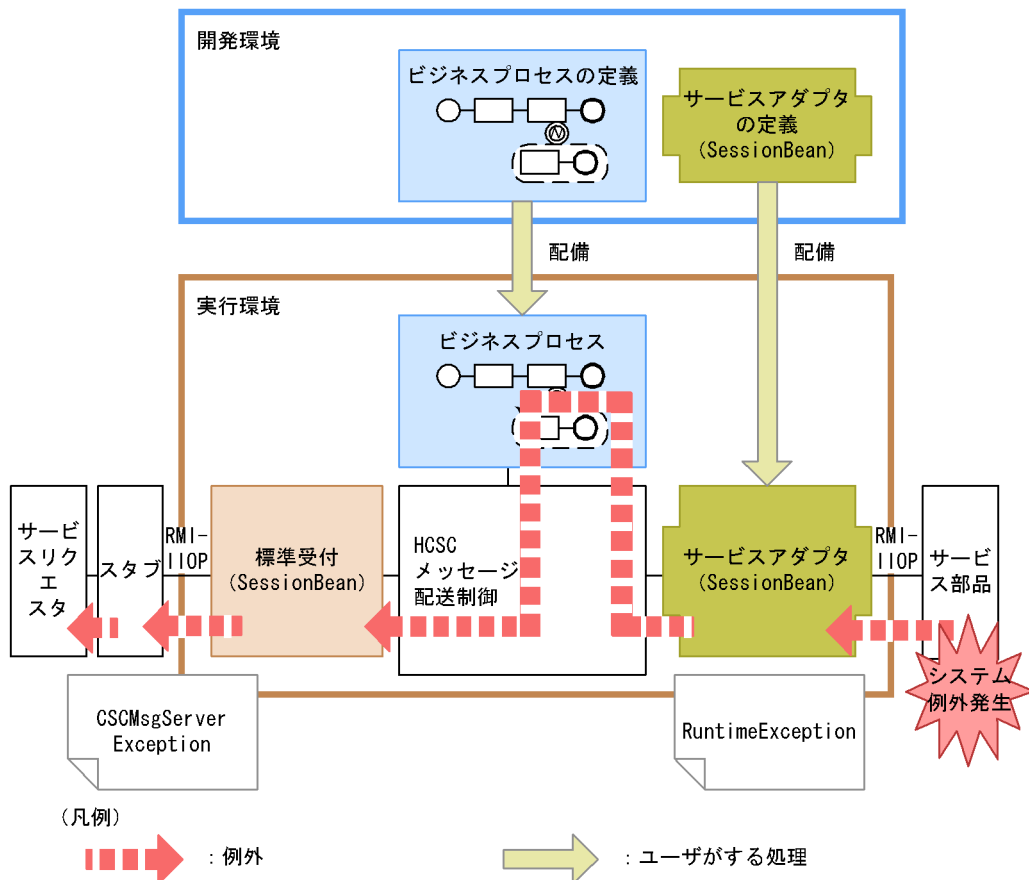 開発環境
ビジネスプロセスの定義
サービスアダプタ
の定義
(SessionBean)
配備
配備
実行環境
ビジネスプロセス
サービ
スリク
エ
スタ
スタブ
RMI-
IIOP
標準受付
(SessionBean)
HCSC
メッセージ
配送制御
サービスアダプタ
(SessionBean)
RMI-
IIOP
サービ
ス部品
システム
例外発生
CSCMsgServer
Exception
RuntimeException
(凡例)
:例外
:ユーザがする処理